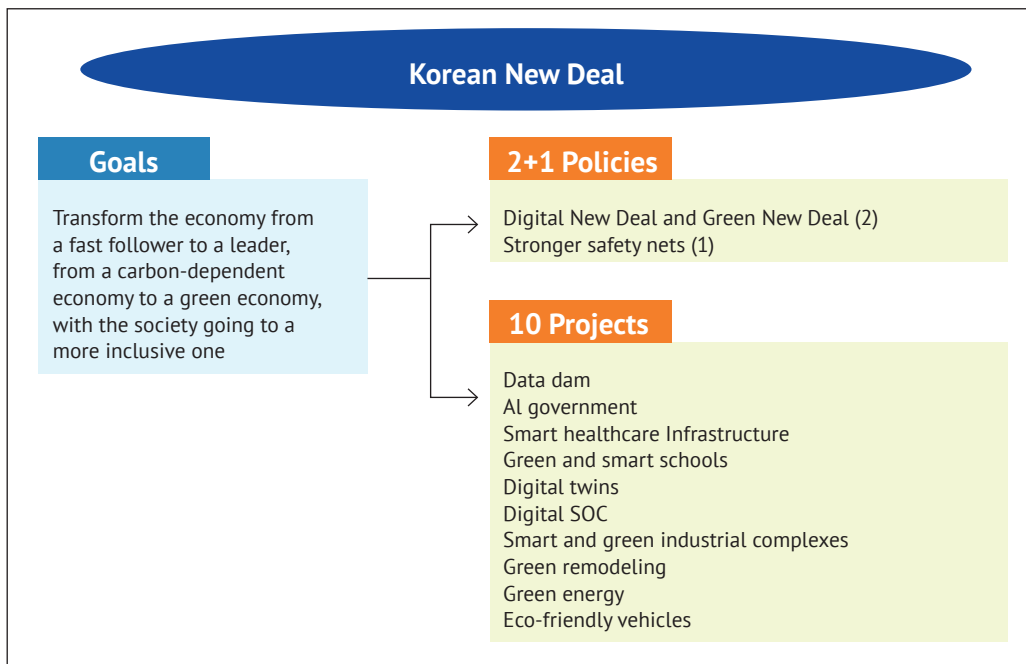 Korean New Deal
Goals
Transform the economy from
a fast follower to a leader,
from a carbon-dependent
economy to a green economy,
with the society going to a
more inclusive one
2+1 Policies
Digital New Deal and Green New Deal (2)
Stronger safety nets (1)
10 Projects
Data dam
Al government
Smart healthcare Infrastructure
Green and smart schools
Digital twins
Digital SOC
Smart and green industrial complexes
Green remodeling
Green energy
Eco-friendly vehicles